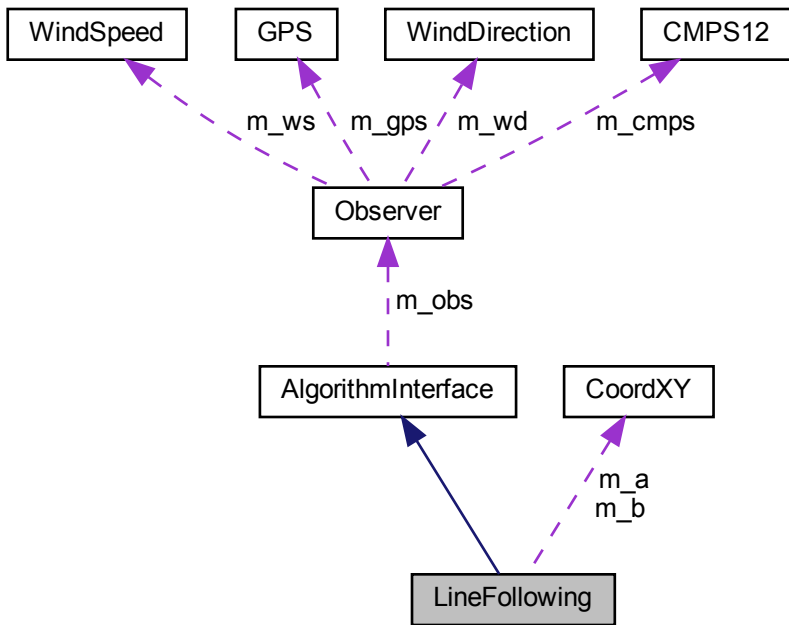 WindSpeed
GPS
WindDirection
CMPS12
m_ws
m_gps
m_wd
m_cmps
Observer
m_obs
AlgorithmInterface
CoordXY
m_a
m_b
LineFollowing